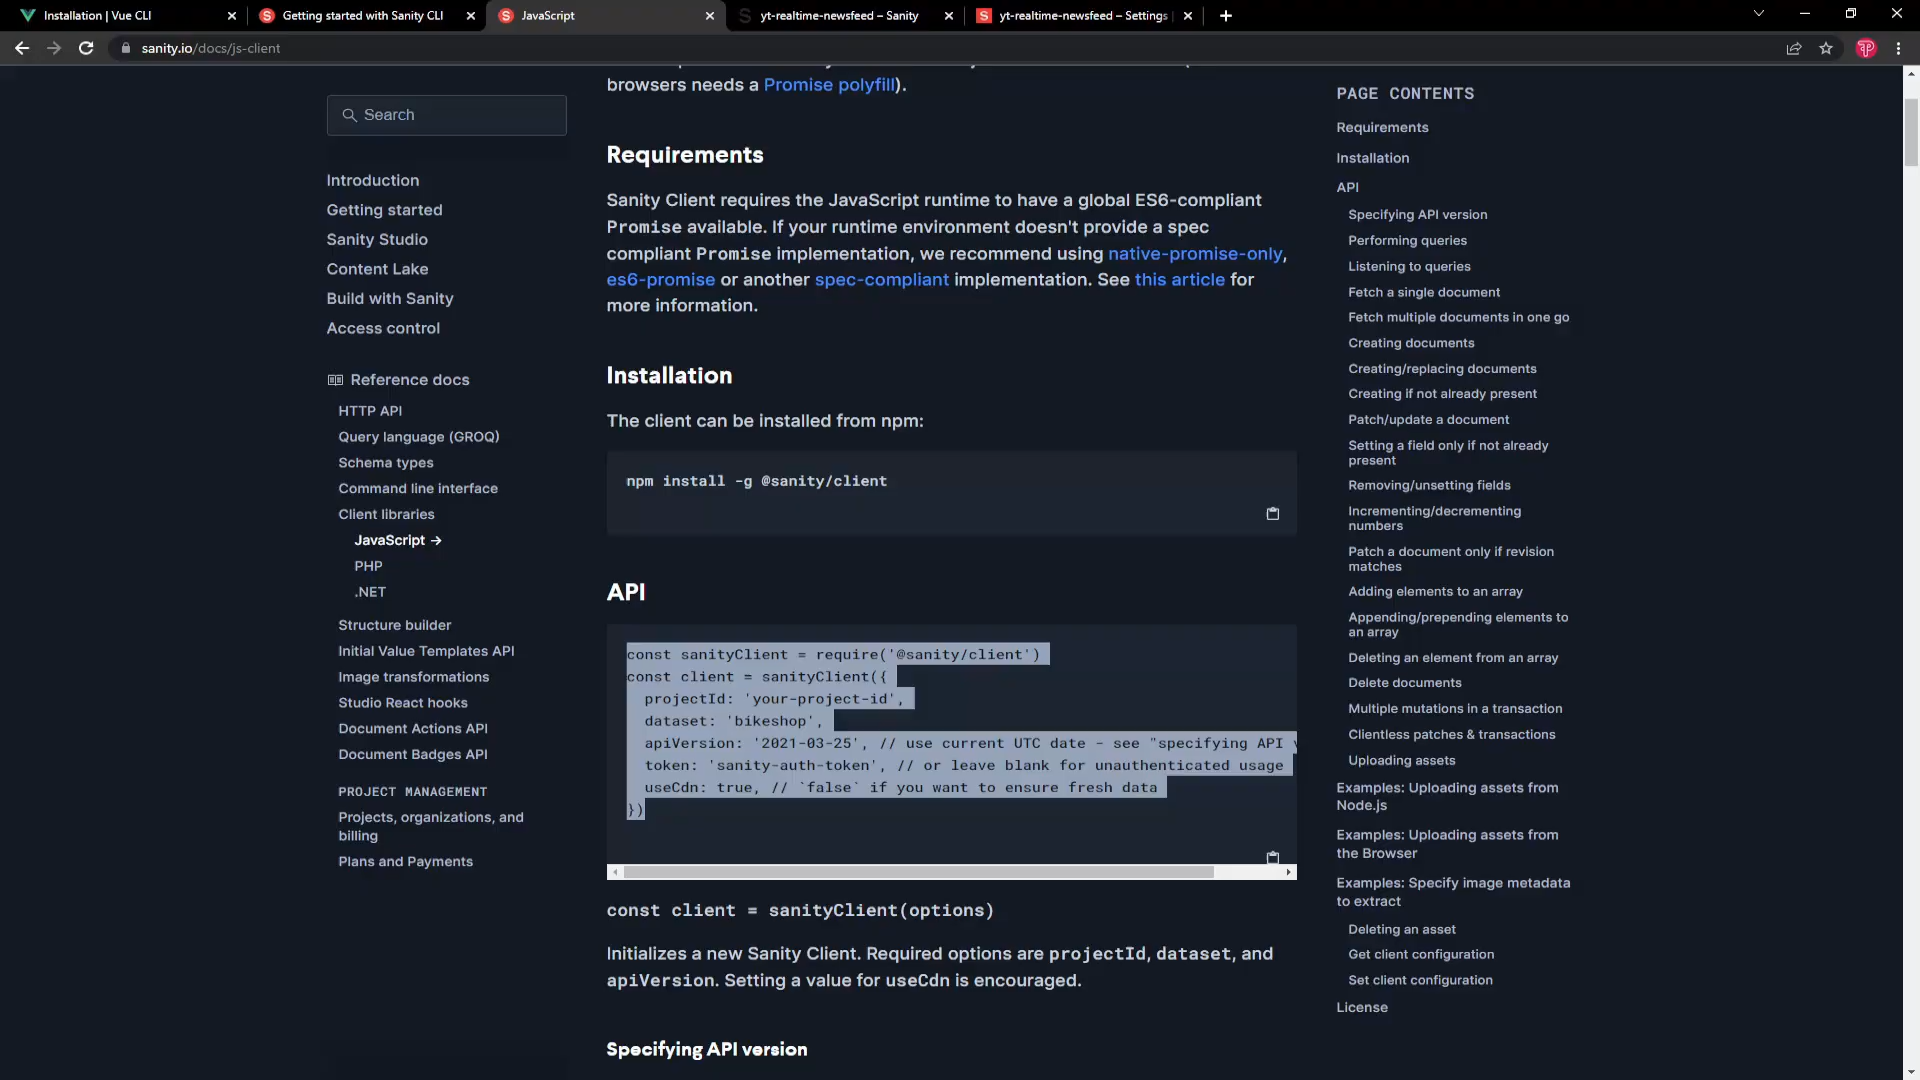 Installation | Vue CLI
Getting started with Sanity CLI
JavaScript
yt-realtime-newsfeed – Sanity
yt-realtime-newsfeed – Settings
sanity.io/docs/js-client
Search
Introduction
Getting started
Sanity Studio
Content Lake
Build with Sanity
Access control
Reference docs
HTTP API
Query language (GROQ)
Schema types
Command line interface
Client libraries
JavaScript →
PHP
.NET
Structure builder
Initial Value Templates API
Image transformations
Studio React hooks
Document Actions API
Document Badges API
PROJECT MANAGEMENT
Projects, organizations, and
billing
Plans and Payments
browsers needs a Promise polyfill).
Requirements
Sanity Client requires the JavaScript runtime to have a global ES6-compliant
Promise available. If your runtime environment doesn't provide a spec
compliant Promise implementation, we recommend using native-promise-only,
es6-promise or another spec-compliant implementation. See this article for
more information.
Installation
The client can be installed from npm:
npm install -g @sanity/client
API
const sanityClient = require('@sanity/client')
const client = sanityClient({
projectId: 'your-project-id',
dataset: 'bikeshop',
apiVersion: '2021-03-25', // use current UTC date - see "specifying API
token: 'sanity-auth-token', // or leave blank for unauthenticated usage
useCdn: true, // `false` if you want to ensure fresh data
})
const client = sanityClient(options)
Initializes a new Sanity Client. Required options are projectId, dataset, and
apiVersion. Setting a value for useCdn is encouraged.
Specifying API version
PAGE CONTENTS
Requirements
Installation
API
Specifying API version
Performing queries
Listening to queries
Fetch a single document
Fetch multiple documents in one go
Creating documents
Creating/replacing documents
Creating if not already present
Patch/update a document
Setting a field only if not already
present
Removing/unsetting fields
Incrementing/decrementing
numbers
Patch a document only if revision
matches
Adding elements to an array
Appending/prepending elements to
an array
Deleting an element from an array
Delete documents
Multiple mutations in a transaction
Clientless patches & transactions
Uploading assets
Examples: Uploading assets from
Node.js
Examples: Uploading assets from
the Browser
Examples: Specify image metadata
to extract
Deleting an asset
Get client configuration
Set client configuration
License